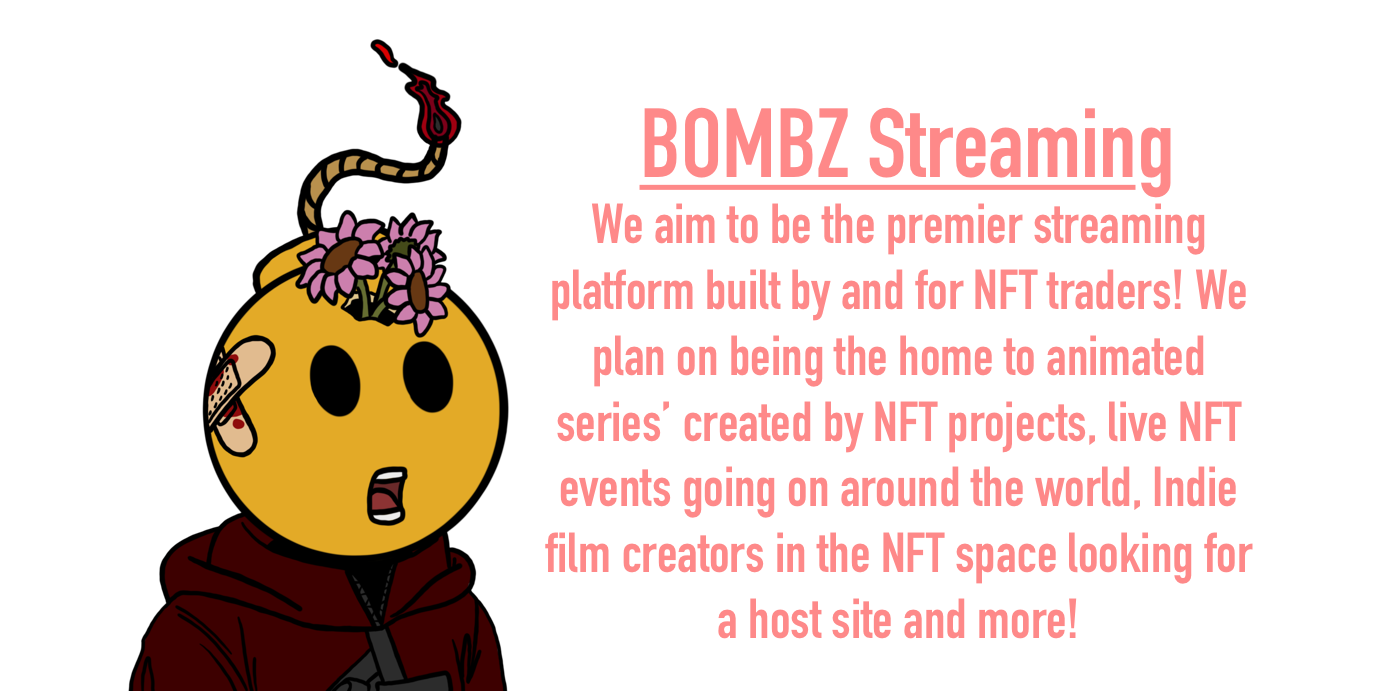 BOMBZ Streaming
We aim to be the premier streaming
platform built by and for NFT traders! We
plan on being the home to animated
series’ created by NFT projects, live NFT
events going on around the world, Indie
film creators in the NFT space looking for
a host site and more!